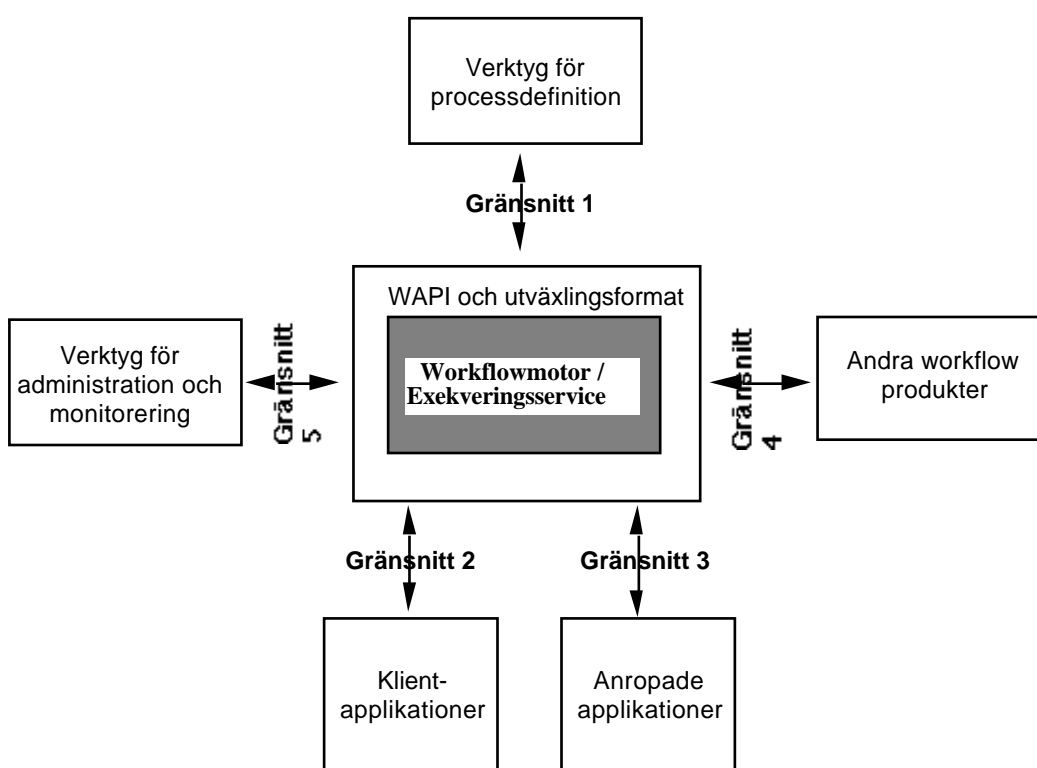 Verktyg för
processdefinition
Gränsnitt 1
WAPI och utväxlingsformat
Workflowmotor /
Exekveringsservice
Verktyg för
administration och
monitorering
Gränsnitt
5
Gränsnitt
4
Andra workflow
produkter
Gränsnitt 2
Gränsnitt 3
Klient-
applikationer
Anropade
applikationer